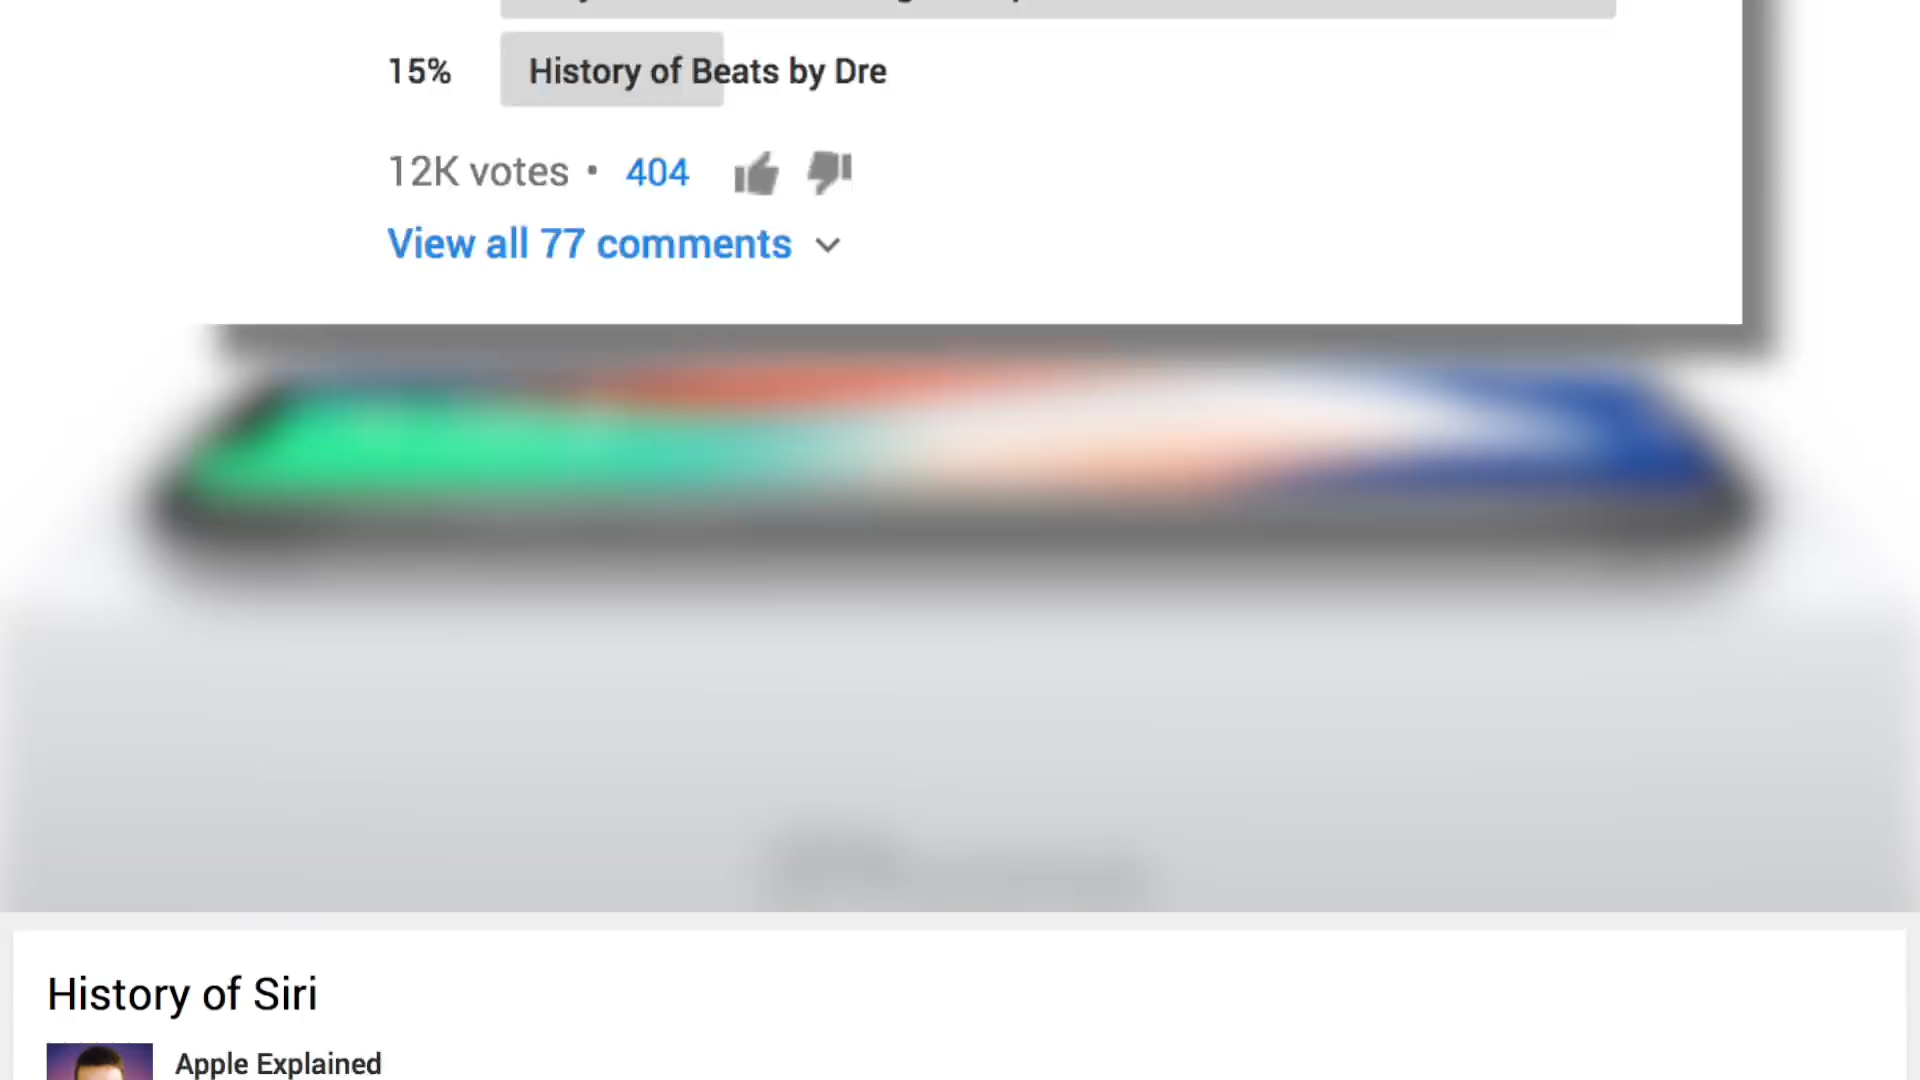 15% History of Beats by Dre
12K votes • 404
View all 77 comments
History of Siri
Apple Explained